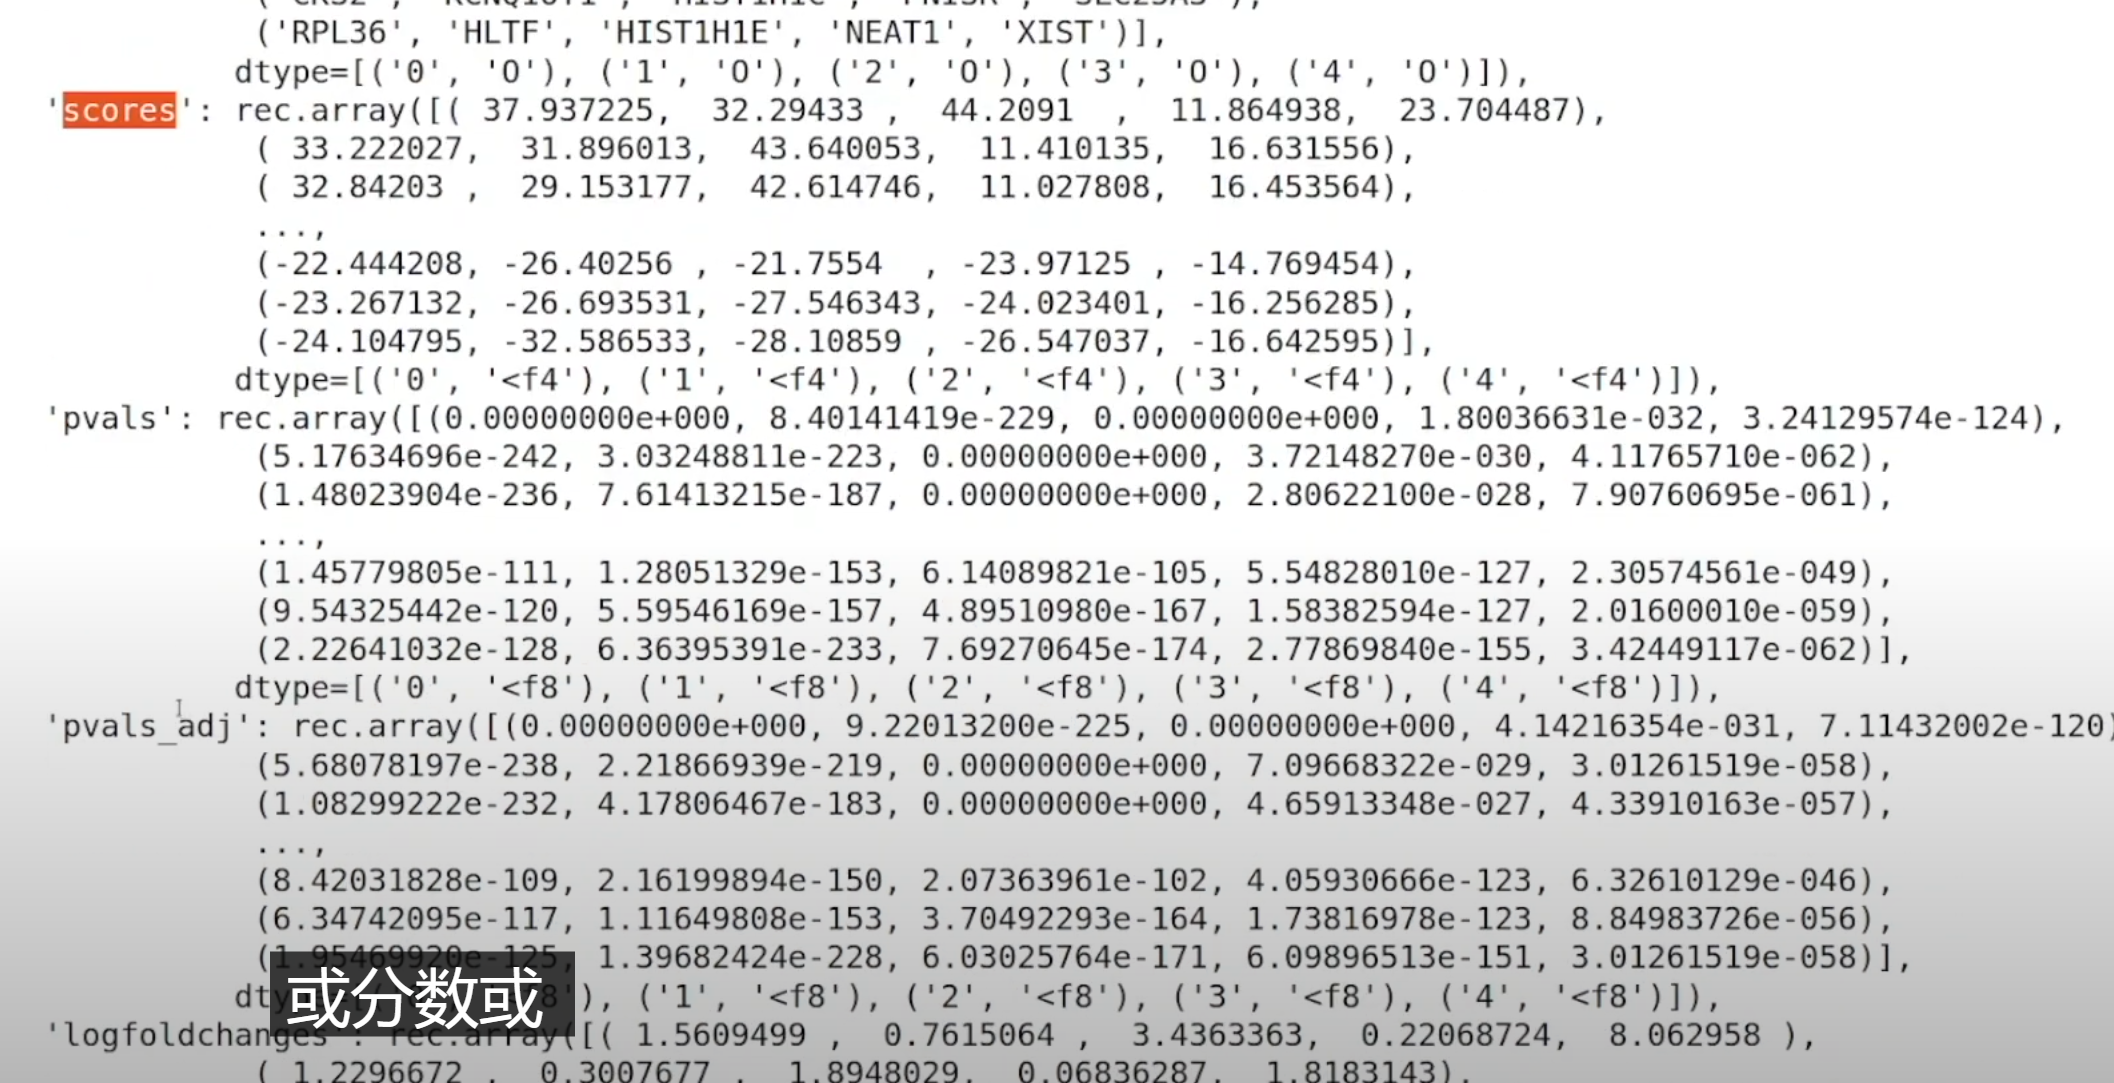 ('RPL36', 'HLTF', 'HIST1H1E', 'NEAT1', 'XIST')],
dtype=[('0', 'O'), ('1', 'O'), ('2', 'O'), ('3', 'O'), ('4', 'O')]),
'scores': rec.array([( 37.937225, 32.29433 , 44.2091 , 11.864938, 23.704487),
( 33.222027, 31.896013, 43.640053, 11.410135, 16.631556),
( 32.84203 , 29.153177, 42.614746, 11.027808, 16.453564),
...,
(-22.444208, -26.40256 , -21.7554 , -23.97125 , -14.769454),
(-23.267132, -26.693531, -27.546343, -24.023401, -16.256285),
(-24.104795, -32.586533, -28.10859 , -26.547037, -16.642595)],
dtype=[('0', '<f4'), ('1', '<f4'), ('2', '<f4'), ('3', '<f4'), ('4', '<f4')]),
'pvals': rec.array([(0.00000000e+000, 8.40141419e-229, 0.00000000e+000, 1.80036631e-032, 3.24129574e-124),
(5.17634696e-242, 3.03248811e-223, 0.00000000e+000, 3.72148270e-030, 4.11765710e-062),
(1.48023904e-236, 7.61413215e-187, 0.00000000e+000, 2.80622100e-028, 7.90760695e-061),
...,
(1.45779805e-111, 1.28051329e-153, 6.14089821e-105, 5.54828010e-127, 2.30574561e-049),
(9.54325442e-120, 5.59546169e-157, 4.89510980e-167, 1.58382594e-127, 2.01600010e-059),
(2.22641032e-128, 6.36395391e-233, 7.69270645e-174, 2.77869840e-155, 3.42449117e-062)],
dtype=[('0', '<f8'), ('1', '<f8'), ('2', '<f8'), ('3', '<f8'), ('4', '<f8')]),
'pvals_adj': rec.array([(0.00000000e+000, 9.22013200e-225, 0.00000000e+000, 4.14216354e-031, 7.11432002e-120)
(5.68078197e-238, 2.21866939e-219, 0.00000000e+000, 7.09668322e-029, 3.01261519e-058),
(1.08299222e-232, 4.17806467e-183, 0.00000000e+000, 4.65913348e-027, 4.33910163e-057),
...,
(8.42031828e-109, 2.16199894e-150, 2.07363961e-102, 4.05930666e-123, 6.32610129e-046),
(6.34742095e-117, 1.11649808e-153, 3.70492293e-164, 1.73816978e-123, 8.84983726e-056),
(1.95469920e-125, 1.39682424e-228, 6.03025764e-171, 6.09896513e-151, 3.01261519e-058)],
或分数或
('1', '<f8'), ('2', '<f8'), ('3', '<f8'), ('4', '<f8')]),
'logfoldchanges': rec.array([( 1.5609499 , 0.7615064 , 3.4363363, 0.22068724, 8.062958 ),
( 1.2296672 , 0.3007677 , 1.8948029, 0.06836287, 1.8183143),